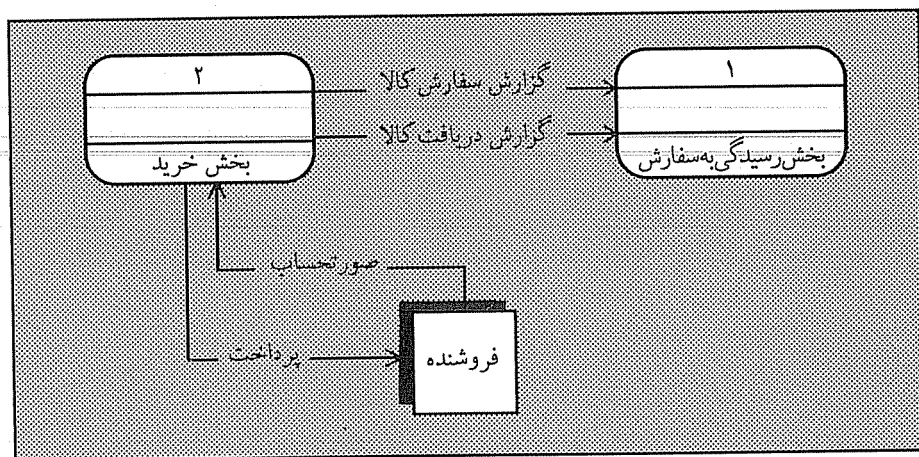 ۱
بخش رسیدگی به سفارش
گزارش سفارش کالا
گزارش دریافت کالا
۲
بخش خرید
صورتحساب
پرداخت
فروشنده